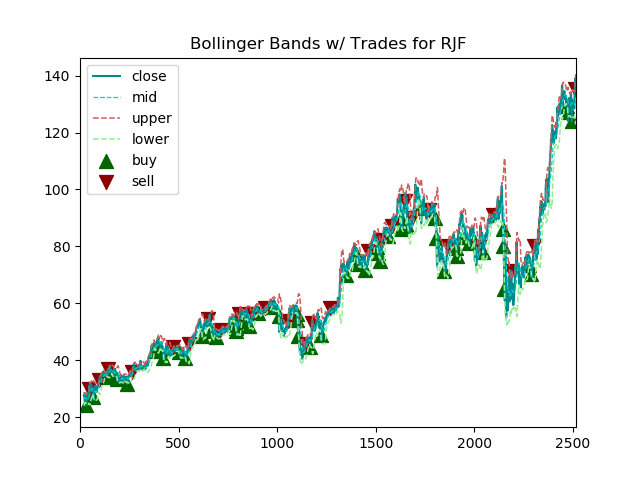 Bollinger Bands w/ Trades for RJF
close
mid
upper
lower
buy
sell
140
120
100
80
60
40
20
0 500 1000 1500 2000 2500